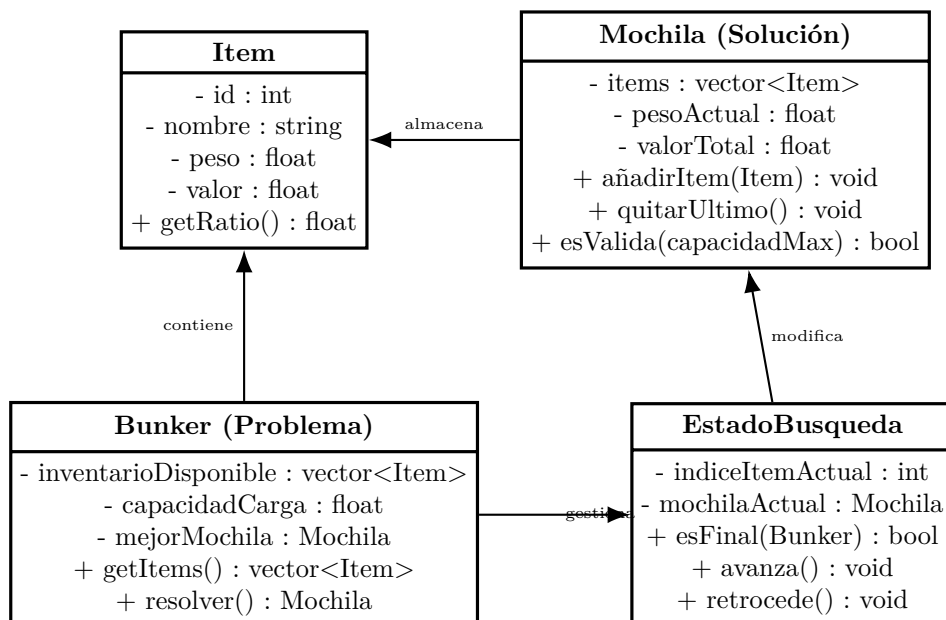 Item
- id : int
- nombre : string
- peso : float
- valor : float
+ getRatio() : float
almacena
Mochila (Solución)
- items : vector<Item>
- pesoActual : float
- valorTotal : float
+ añadirItem(Item) : void
+ quitarUltimo() : void
+ esValida(capacidadMax) : bool
contiene
modifica
Bunker (Problema)
- inventarioDisponible : vector<Item>
- capacidadCarga : float
- mejorMochila : Mochila
+ getItems() : vector<Item>
+ resolver() : Mochila
gestiona
EstadoBusqueda
- indiceItemActual : int
- mochilaActual : Mochila
+ esFinal(Bunker) : bool
+ avanza() : void
+ retrocede() : void